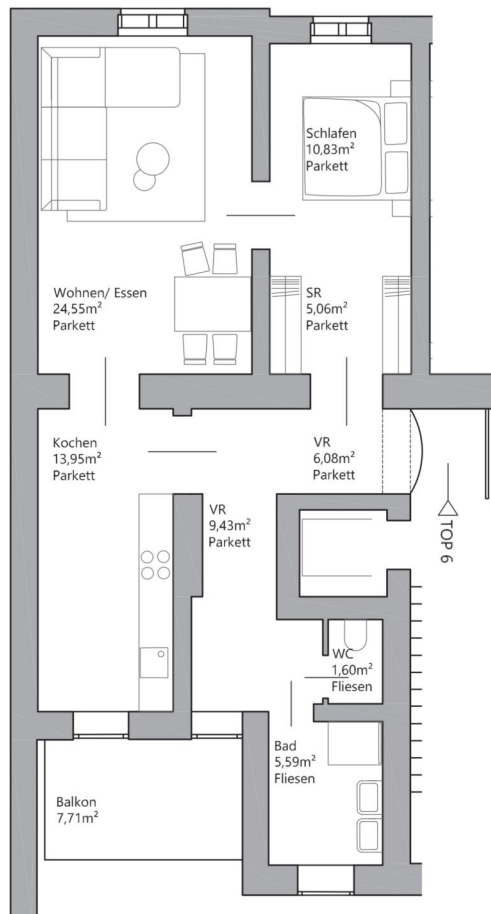 Schlafen
10,83m²
Parkett
Wohnen/ Essen
24,55m²
Parkett
SR
5,06m²
Parkett
Kochen
13,95m²
Parkett
VR
6,08m²
Parkett
VR
9,43m²
Parkett
TOP 6
WC
1,60m²
Fliesen
Bad
5,59m²
Fliesen
Balkon
7,71m²